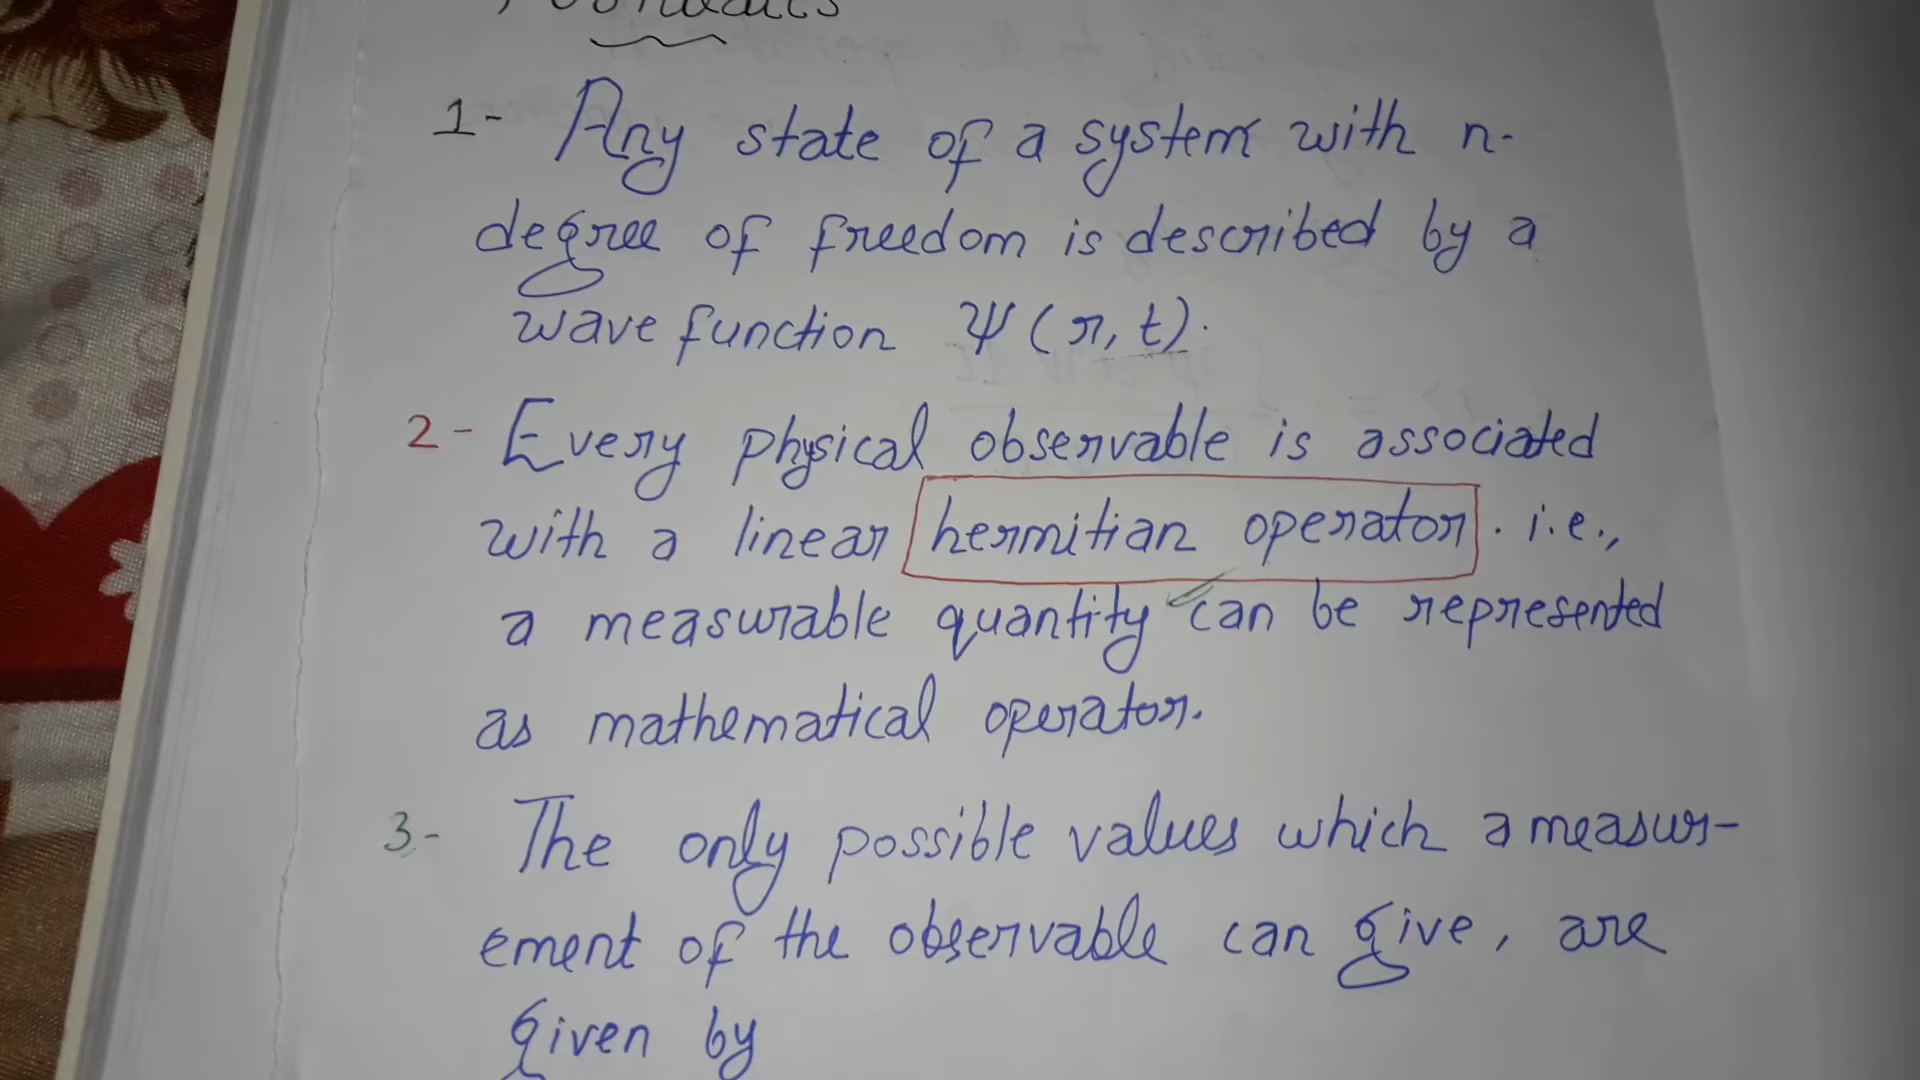 1- Any state of a system with n-
degree of freedom is described by a
wave function Ψ (r, t).
2- Every physical observable is associated
with a linear hermitian operator. i.e.,
a measurable quantity can be represented
as mathematical operator.
3- The only possible values which a measur-
ement of the observable can give, are
given by